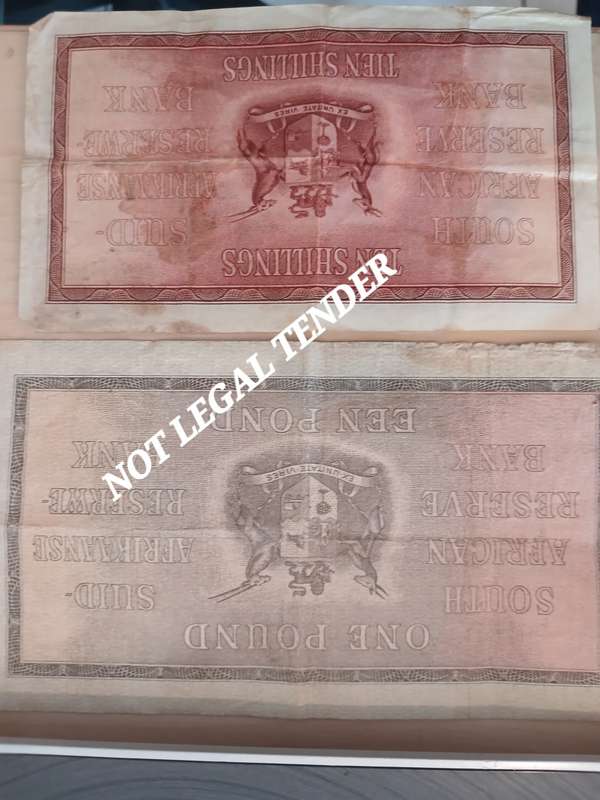 TEN SHILLINGS
SOUTH
AFRICAN
RESERVE
BANK
SUID-
AFRIKAANSE
RESERWE-
BANK
EX UNITATE VIRES
TIEN SHILLINGS
NOT LEGAL TENDER
ONE POUND
SOUTH
AFRICAN
RESERVE
BANK
SUID-
AFRIKAANSE
RESERWE-
BANK
EX UNITATE VIRES
EEN POND